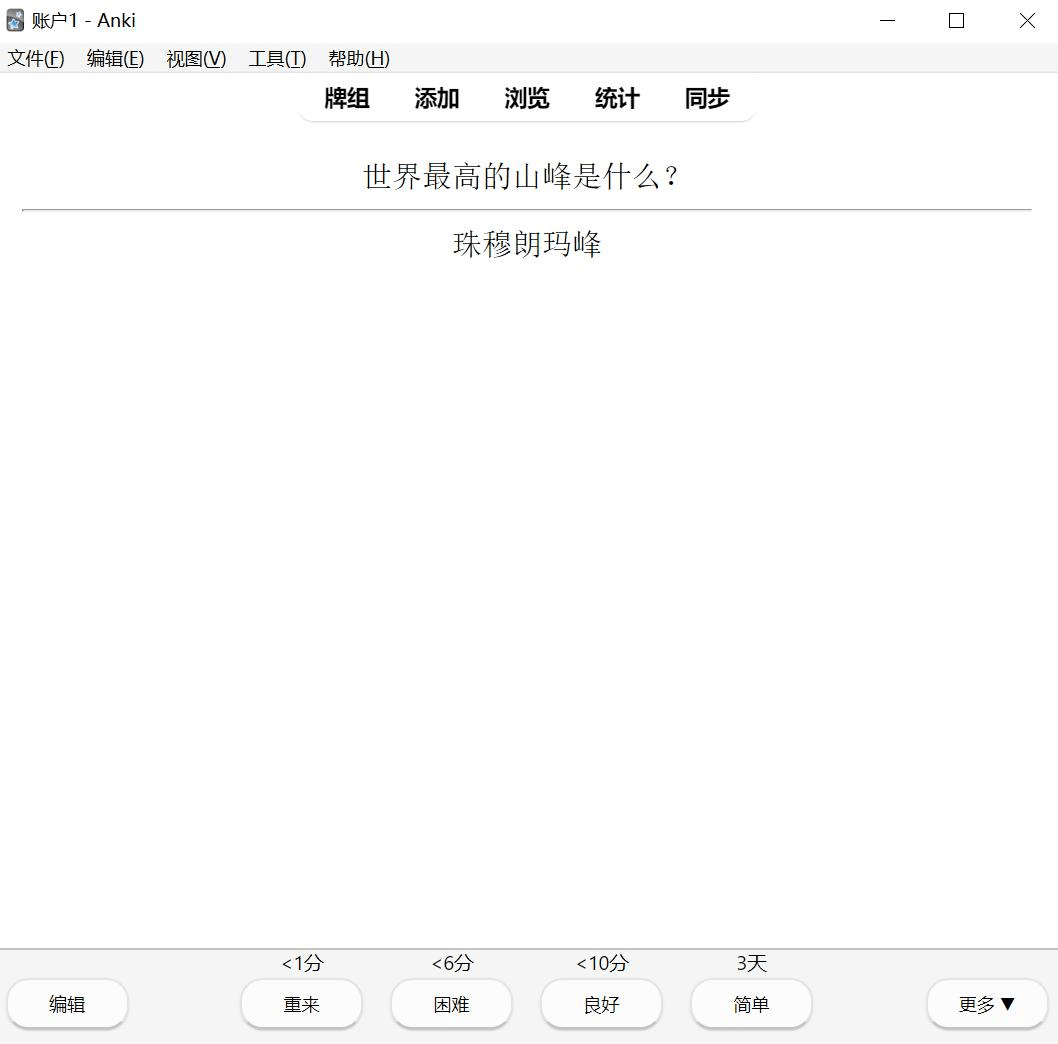 账户1 - Anki
文件(F) 编辑(E) 视图(V) 工具(T) 帮助(H)
牌组 添加 浏览 统计 同步
世界最高的山峰是什么？
珠穆朗玛峰
<1分 <6分 <10分 3天
编辑 重来 困难 良好 简单 更多▼